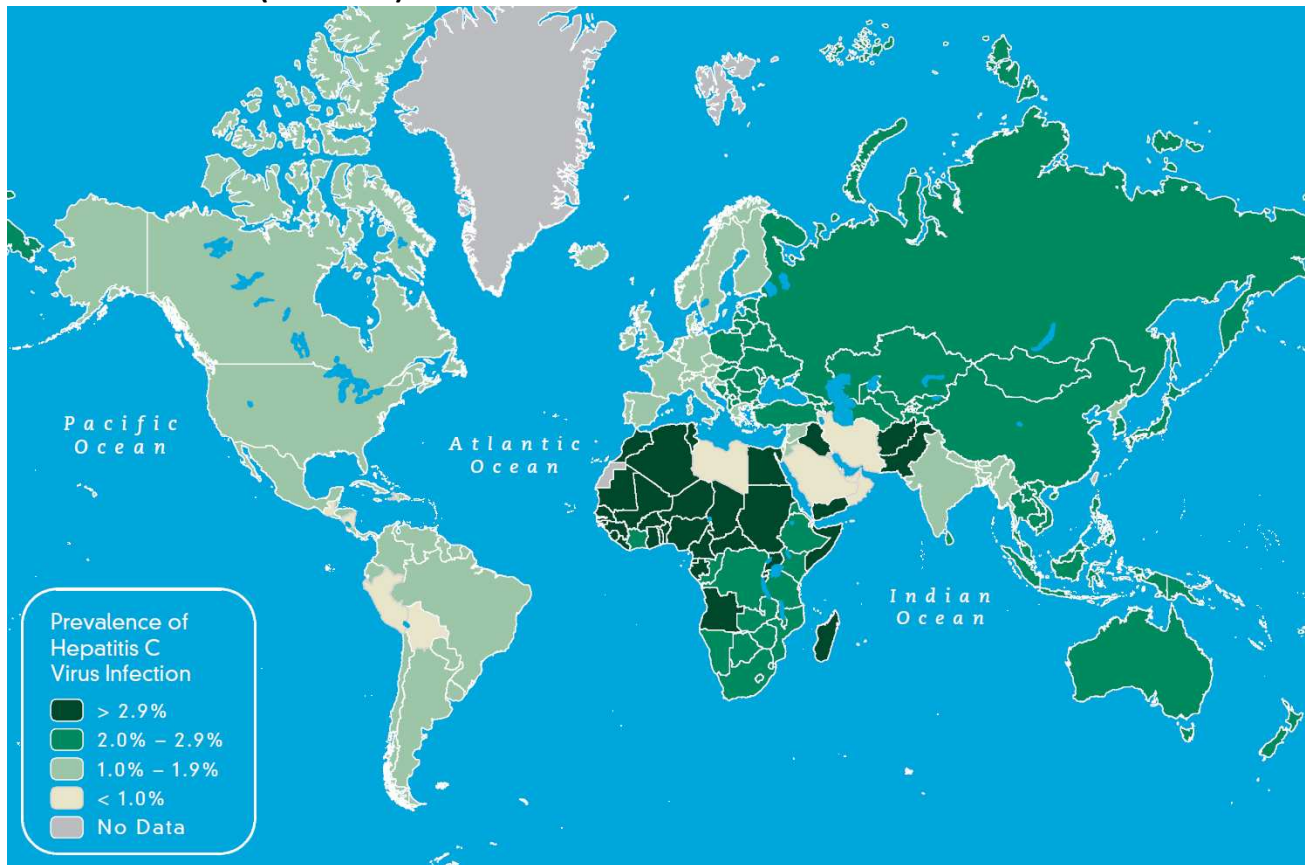 Pacific
Ocean
Atlantic
Ocean
Indian
Ocean
Prevalence of
Hepatitis C
Virus Infection
> 2.9%
2.0% – 2.9%
1.0% – 1.9%
< 1.0%
No Data